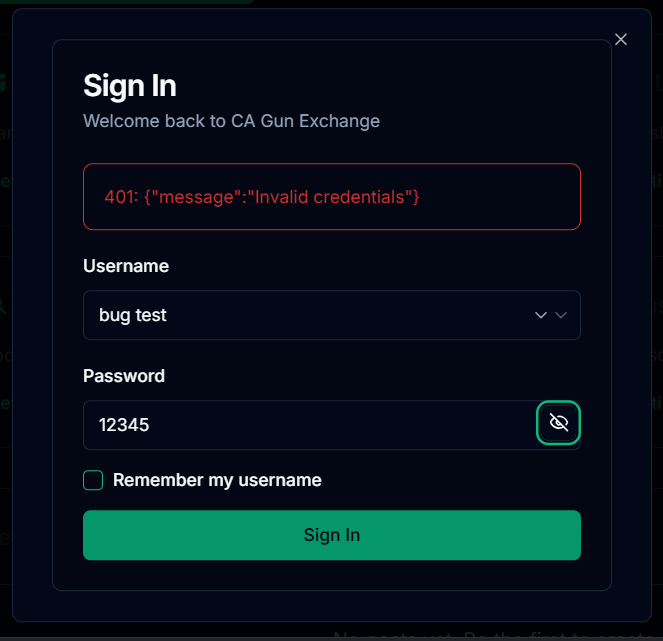 Sign In
Welcome back to CA Gun Exchange
401: {"message":"Invalid credentials"}
Username
bug test
Password
12345
Remember my username
Sign In